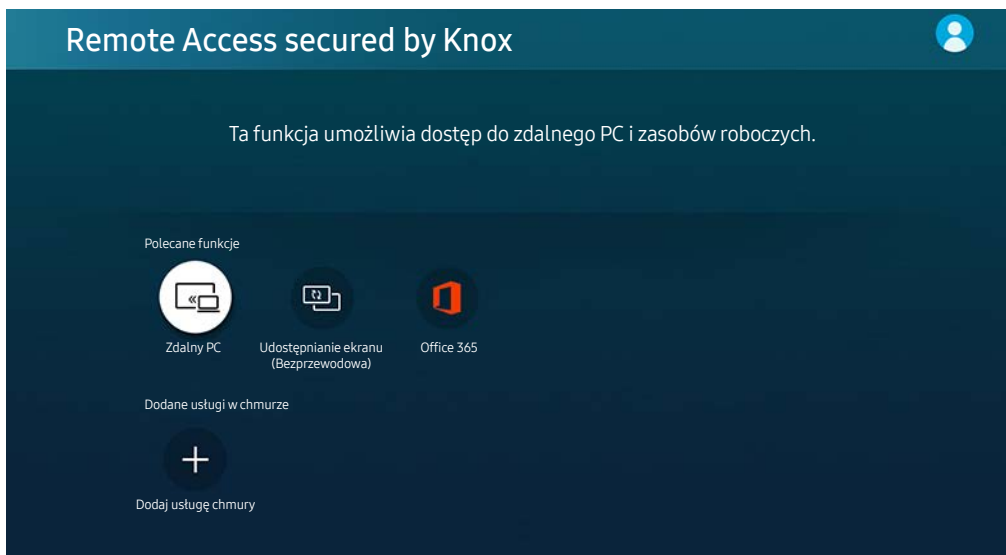 Remote Access secured by Knox
Ta funkcja umożliwia dostęp do zdalnego PC i zasobów roboczych.
Polecane funkcje
Zdalny PC
Udostępnianie ekranu
(Bezprzewodowa)
Office 365
Dodane usługi w chmurze
Dodaj usługę chmury